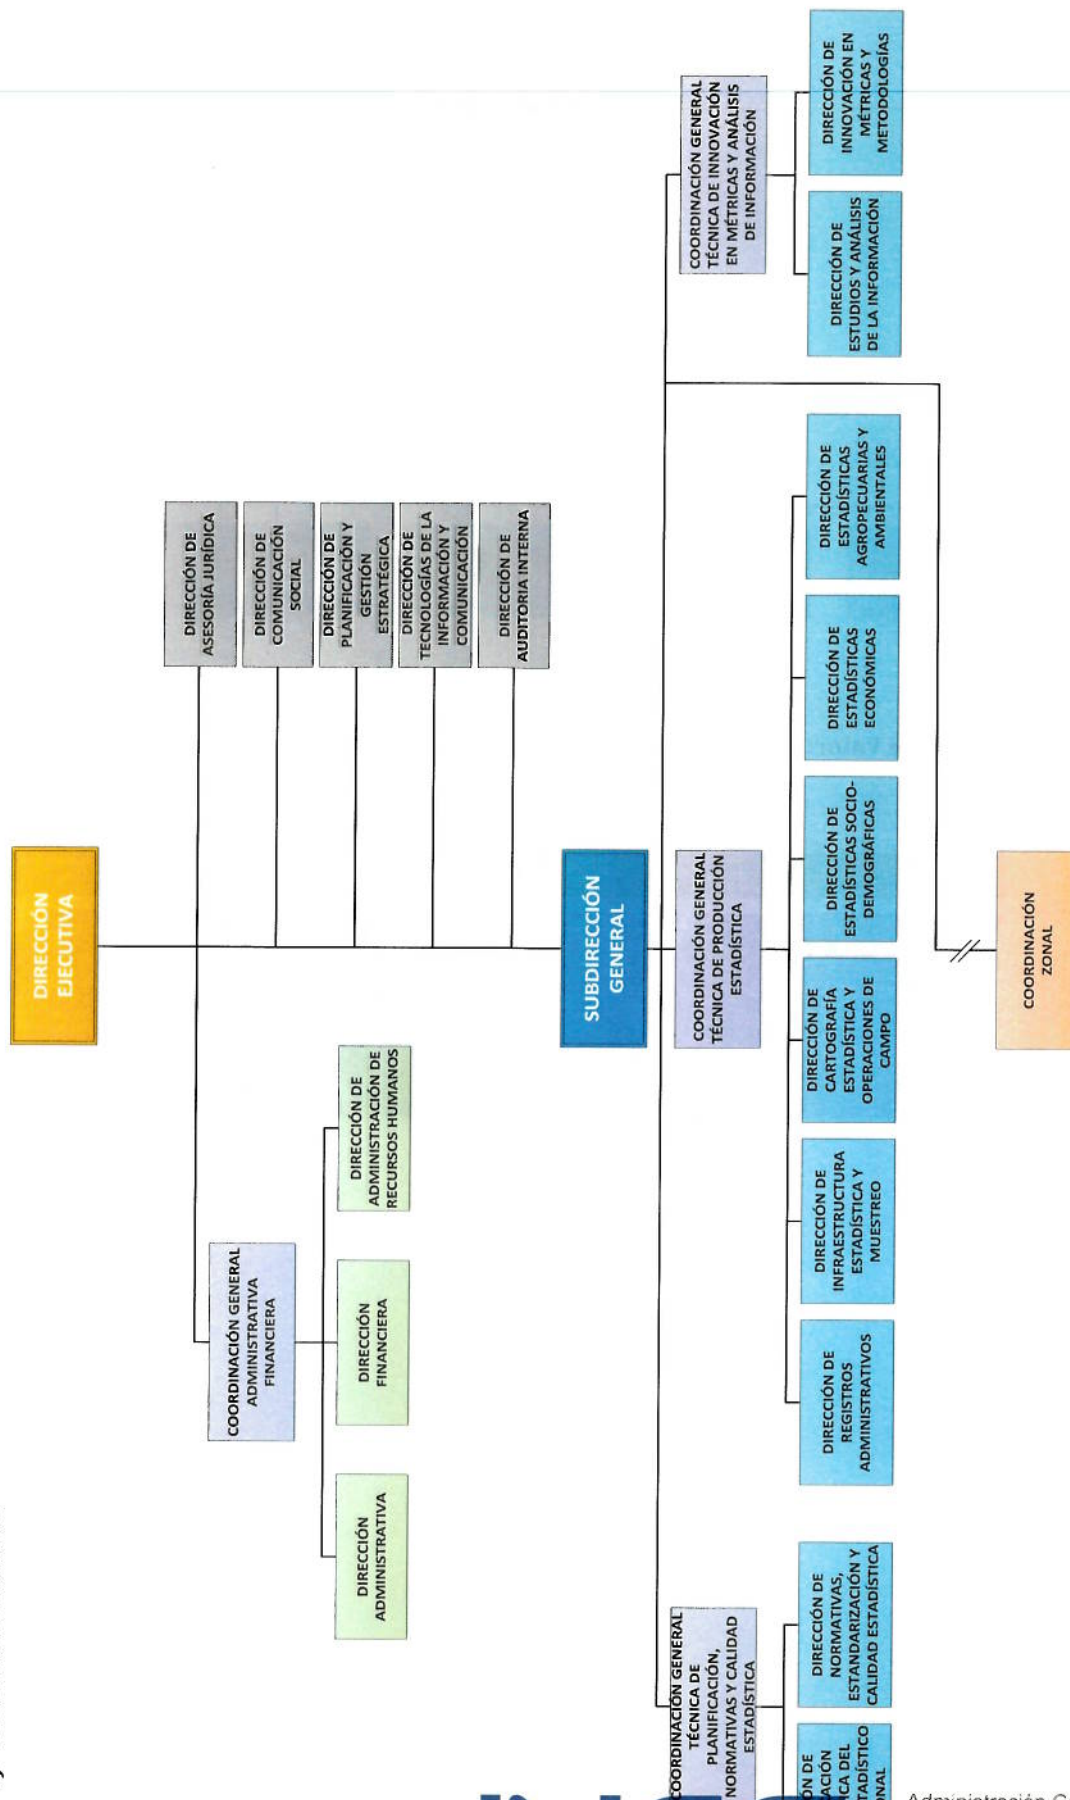 DIRECCIÓN
EJECUTIVA
DIRECCIÓN DE
ASESORÍA JURÍDICA
DIRECCIÓN DE
COMUNICACIÓN
SOCIAL
DIRECCIÓN DE
PLANIFICACIÓN Y
GESTIÓN
ESTRATÉGICA
DIRECCIÓN DE
TECNOLOGÍAS DE LA
INFORMACIÓN Y
COMUNICACIÓN
DIRECCIÓN DE
AUDITORIA INTERNA
COORDINACIÓN GENERAL
ADMINISTRATIVA
FINANCIERA
DIRECCIÓN
ADMINISTRATIVA
DIRECCIÓN
FINANCIERA
DIRECCIÓN DE
ADMINISTRACIÓN DE
RECURSOS HUMANOS
SUBDIRECCIÓN
GENERAL
COORDINACIÓN GENERAL
TÉCNICA DE
PLANIFICACIÓN,
NORMATIVAS Y CALIDAD
ESTADÍSTICA
COORDINACIÓN GENERAL
TÉCNICA DE PRODUCCIÓN
ESTADÍSTICA
COORDINACIÓN GENERAL
TÉCNICA DE INNOVACIÓN
EN MÉTRICAS Y ANÁLISIS
DE INFORMACIÓN
DIRECCIÓN DE
NORMATIVAS,
ESTANDARIZACIÓN Y
CALIDAD ESTADÍSTICA
DIRECCIÓN DE
REGISTROS
ADMINISTRATIVOS
DIRECCIÓN DE
INFRAESTRUCTURA
ESTADÍSTICA Y
MUESTREO
DIRECCIÓN DE
CARTOGRAFÍA
ESTADÍSTICA Y
OPERACIONES DE
CAMPO
DIRECCIÓN DE
ESTADÍSTICAS SOCIO-
DEMOGRÁFICAS
DIRECCIÓN DE
ESTADÍSTICAS
ECONÓMICAS
DIRECCIÓN DE
ESTADÍSTICAS
AGROPECUARIAS Y
AMBIENTALES
DIRECCIÓN DE
ESTUDIOS Y ANÁLISIS
DE LA INFORMACIÓN
DIRECCIÓN DE
INNOVACIÓN EN
MÉTRICAS Y
METODOLOGÍAS
COORDINACIÓN
ZONAL